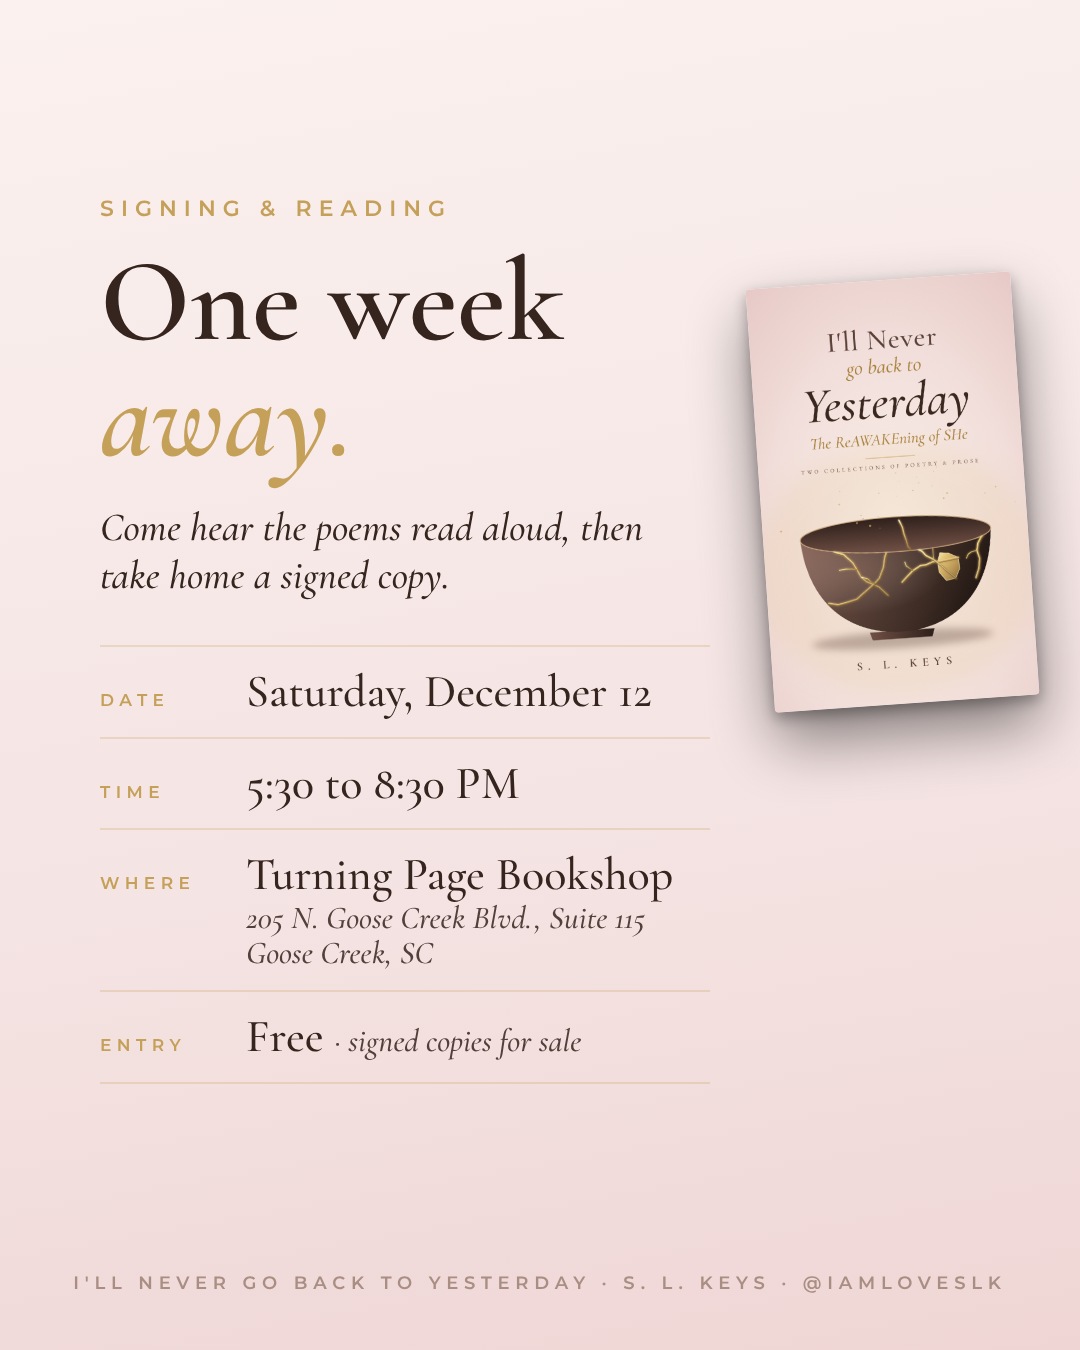 SIGNING & READING
One week
away.
Come hear the poems read aloud, then
take home a signed copy.
DATE Saturday, December 12
TIME 5:30 to 8:30 PM
WHERE Turning Page Bookshop
205 N. Goose Creek Blvd., Suite 115
Goose Creek, SC
ENTRY Free · signed copies for sale
I'll Never
go back to
Yesterday
The ReAWAKEning of SHe
TWO COLLECTIONS OF POETRY & PROSE
S. L. KEYS
I'LL NEVER GO BACK TO YESTERDAY · S. L. KEYS · @IAMLOVESLK